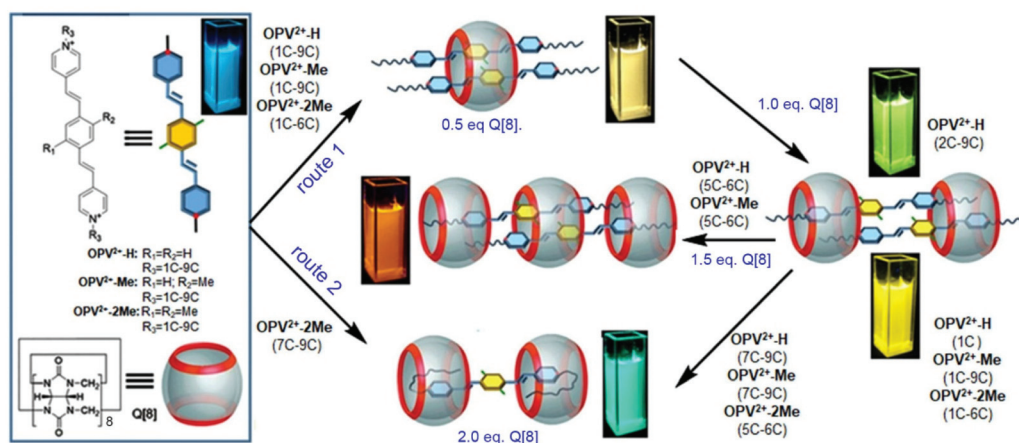 R₃
N⁺
R₂
R₁
N⁺
R₃
OPV²⁺-H: R₁=R₂=H
R₃=1C-9C
OPV²⁺-Me: R₁=H; R₂=Me
R₃=1C-9C
OPV²⁺-2Me: R₁=R₂=Me
R₃=1C-9C
O
N N-CH₂
H H
N N-CH₂
O
8
Q[8]
OPV²⁺-H
(1C-9C)
OPV²⁺-Me
(1C-9C)
OPV²⁺-2Me
(1C-6C)
route 1
0.5 eq Q[8].
1.0 eq. Q[8]
OPV²⁺-H
(2C-9C)
OPV²⁺-H
(5C-6C)
OPV²⁺-Me
(5C-6C)
1.5 eq. Q[8]
route 2
OPV²⁺-2Me
(7C-9C)
2.0 eq. Q[8]
OPV²⁺-H
(7C-9C)
OPV²⁺-Me
(7C-9C)
OPV²⁺-2Me
(5C-6C)
OPV²⁺-H
(1C)
OPV²⁺-Me
(1C-9C)
OPV²⁺-2Me
(1C-6C)